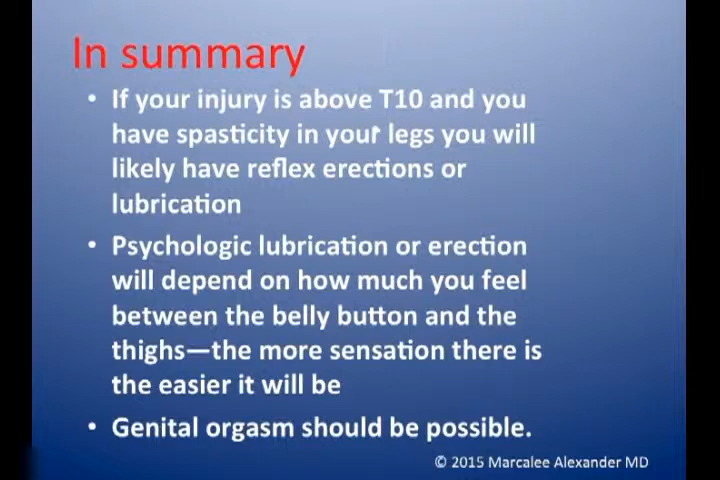 In summary
• If your injury is above T10 and you
have spasticity in your legs you will
likely have reflex erections or
lubrication
• Psychologic lubrication or erection
will depend on how much you feel
between the belly button and the
thighs—the more sensation there is
the easier it will be
• Genital orgasm should be possible.
© 2015 Marcalee Alexander MD